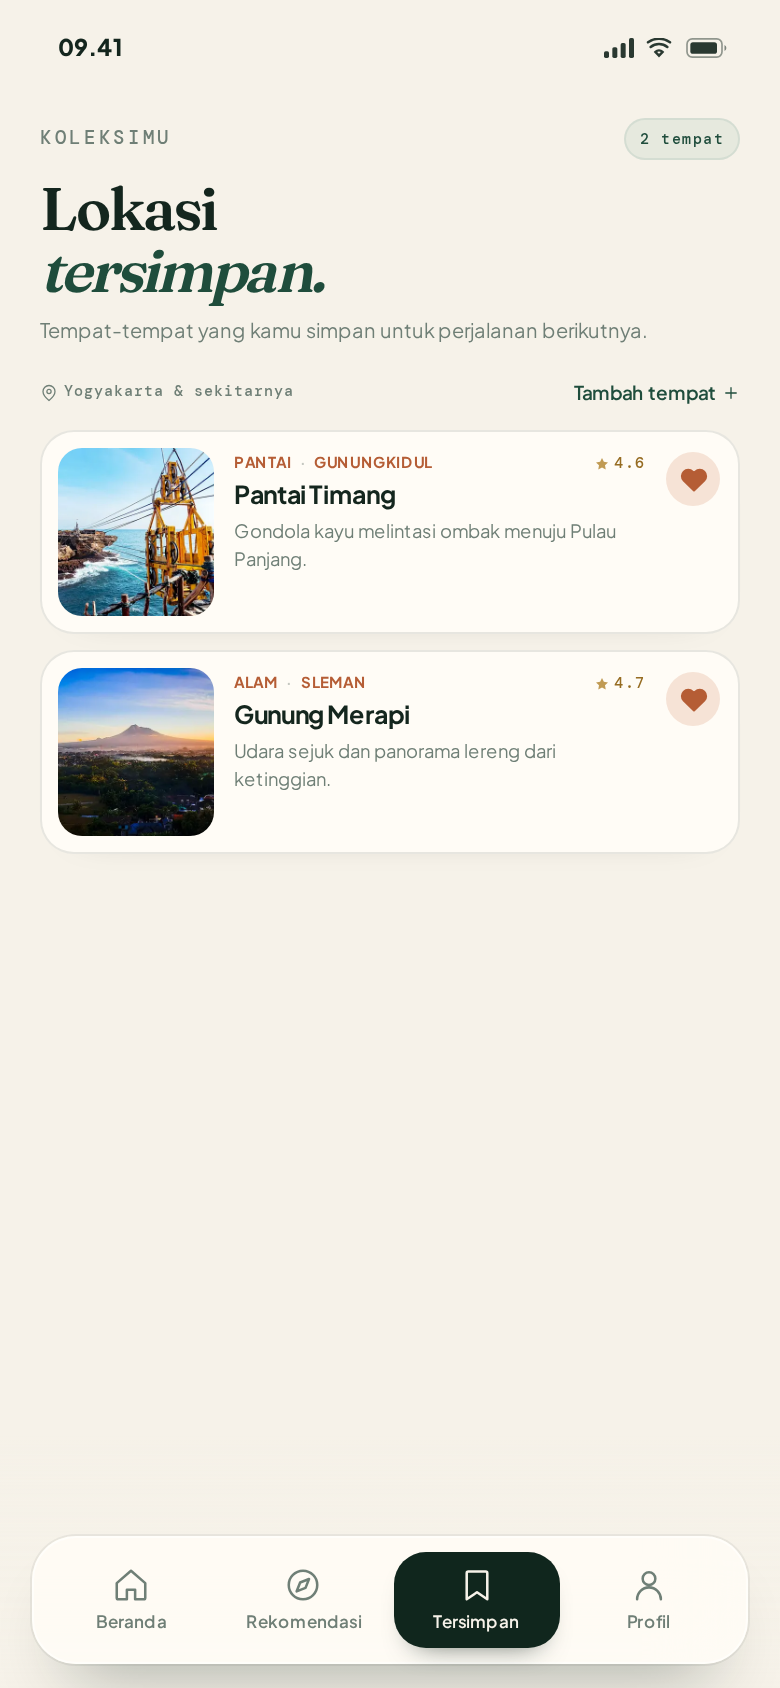 09.41
KOLEKSIMU
2 tempat
Lokasi
tersimpan.
Tempat-tempat yang kamu simpan untuk perjalanan berikutnya.
Yogyakarta & sekitarnya
Tambah tempat +
PANTAI · GUNUNGKIDUL
4.6
Pantai Timang
Gondola kayu melintasi ombak menuju Pulau
Panjang.
ALAM · SLEMAN
4.7
Gunung Merapi
Udara sejuk dan panorama lereng dari
ketinggian.
Beranda
Rekomendasi
Tersimpan
Profil